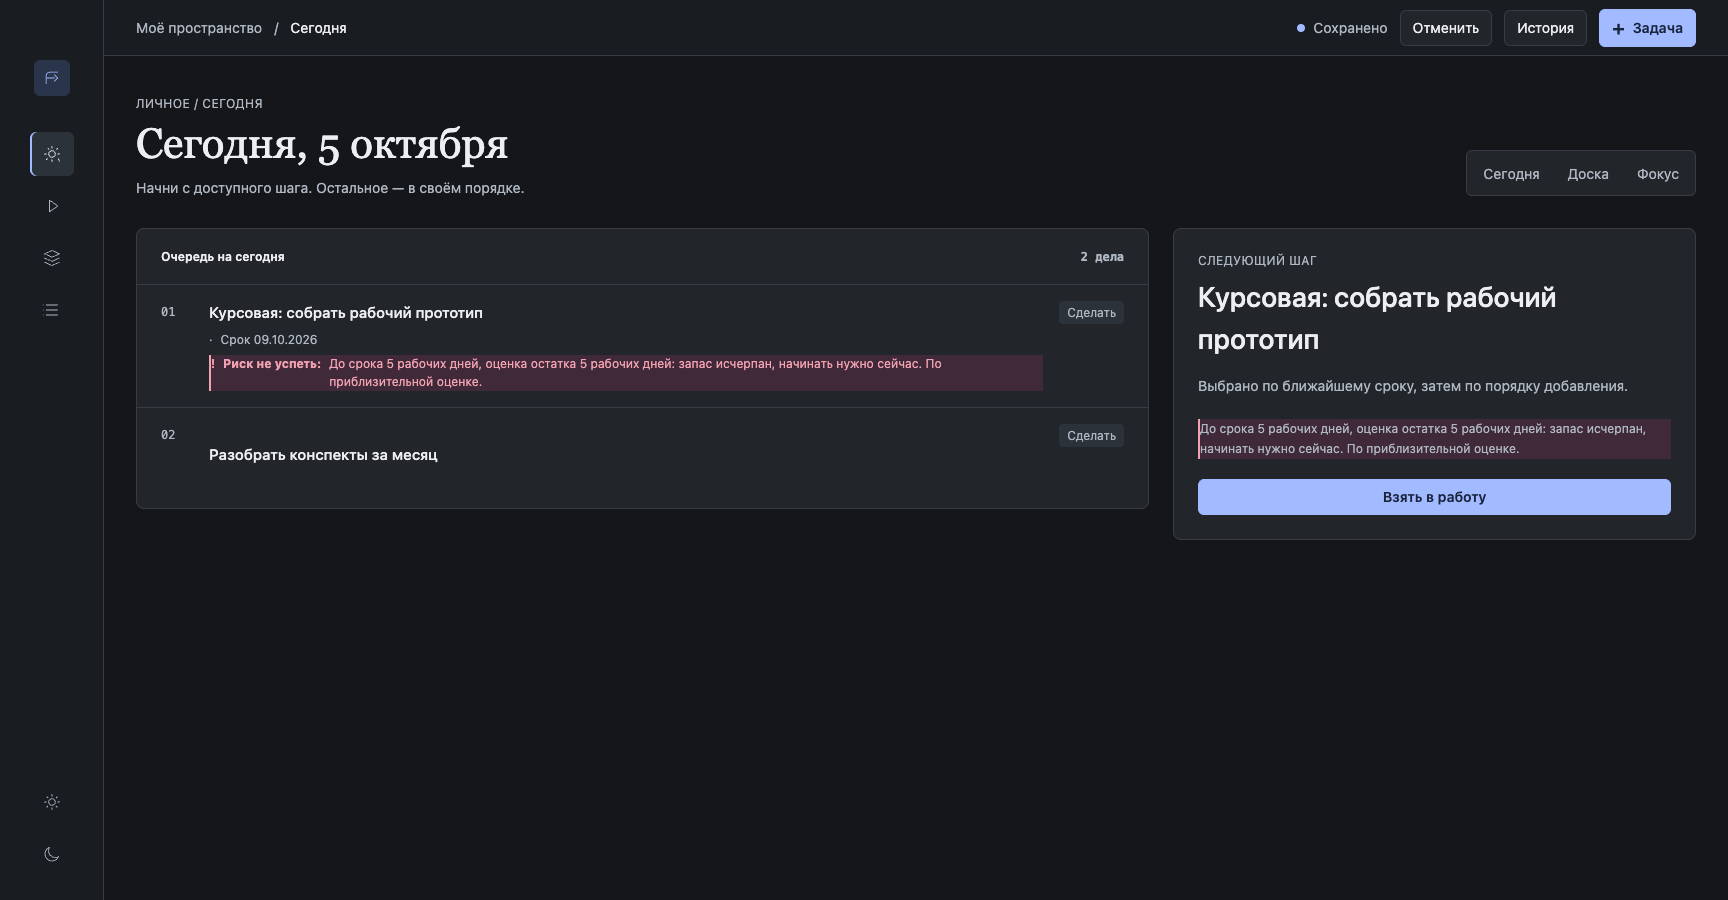 Моё пространство / Сегодня
Сохранено
Отменить
История
+ Задача
ЛИЧНОЕ / СЕГОДНЯ
Сегодня, 5 октября
Начни с доступного шага. Остальное — в своём порядке.
Сегодня
Доска
Фокус
Очередь на сегодня
2 дела
01
Курсовая: собрать рабочий прототип
Сделать
· Срок 09.10.2026
! Риск не успеть: До срока 5 рабочих дней, оценка остатка 5 рабочих дней: запас исчерпан, начинать нужно сейчас. По
приблизительной оценке.
02
Разобрать конспекты за месяц
Сделать
СЛЕДУЮЩИЙ ШАГ
Курсовая: собрать рабочий
прототип
Выбрано по ближайшему сроку, затем по порядку добавления.
До срока 5 рабочих дней, оценка остатка 5 рабочих дней: запас исчерпан,
начинать нужно сейчас. По приблизительной оценке.
Взять в работу